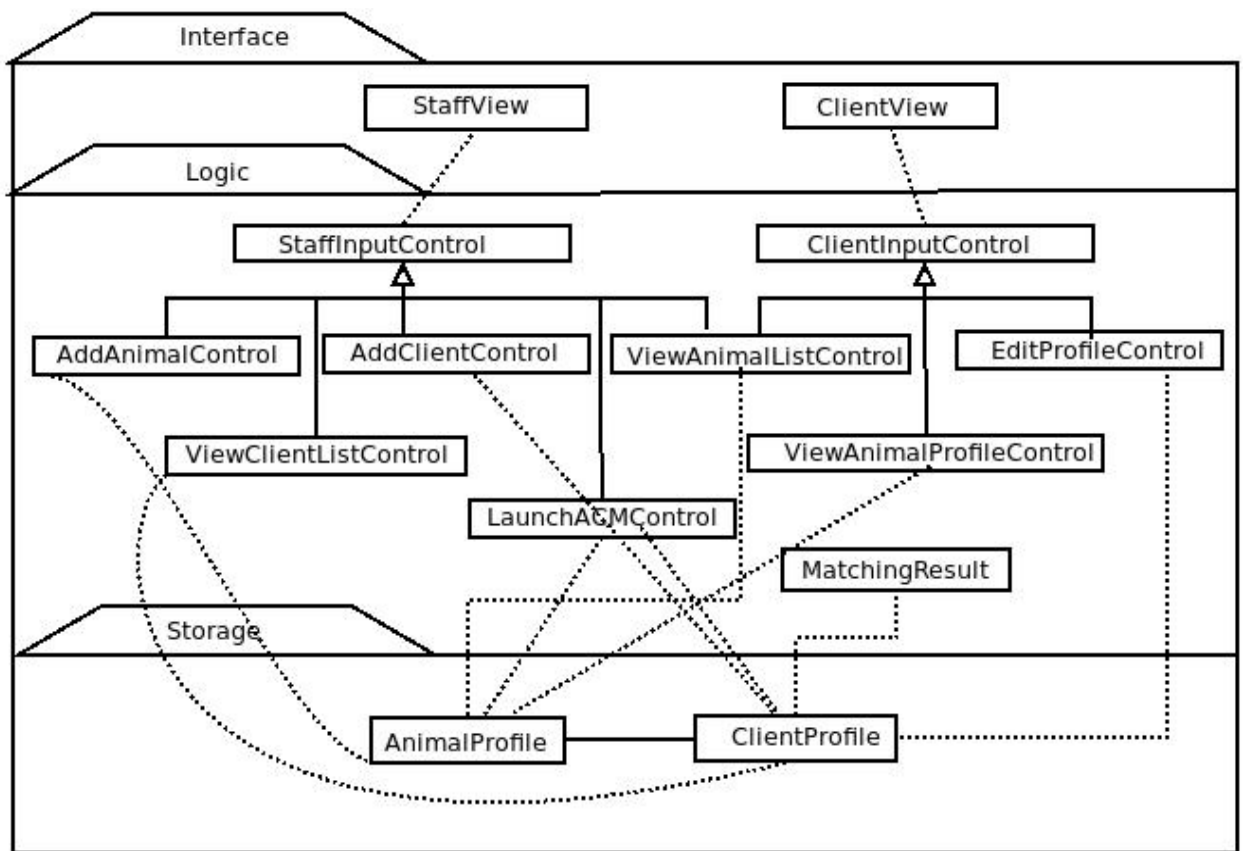 Interface
StaffView
ClientView
Logic
StaffInputControl
ClientInputControl
AddAnimalControl
AddClientControl
ViewAnimalListControl
EditProfileControl
ViewClientListControl
ViewAnimalProfileControl
LaunchACMControl
MatchingResult
Storage
AnimalProfile
ClientProfile